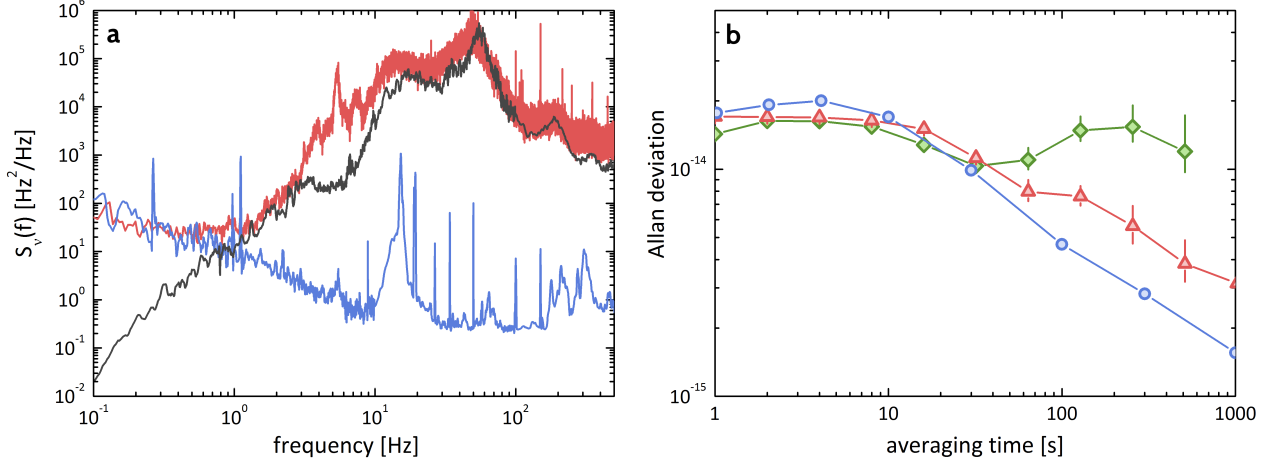 a
10^6
10^5
10^4
10^3
10^2
10^1
10^0
10^-1
10^-2
S_ν(f) [Hz^2/Hz]
10^-1 10^0 10^1 10^2
frequency [Hz]
b
10^-14
10^-15
Allan deviation
1 10 100 1000
averaging time [s]